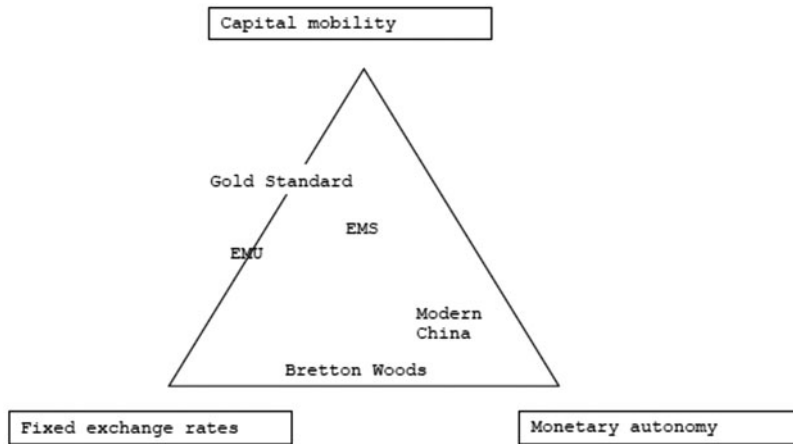 Capital mobility
Gold Standard
EMS
EMU
Modern
China
Bretton Woods
Fixed exchange rates
Monetary autonomy